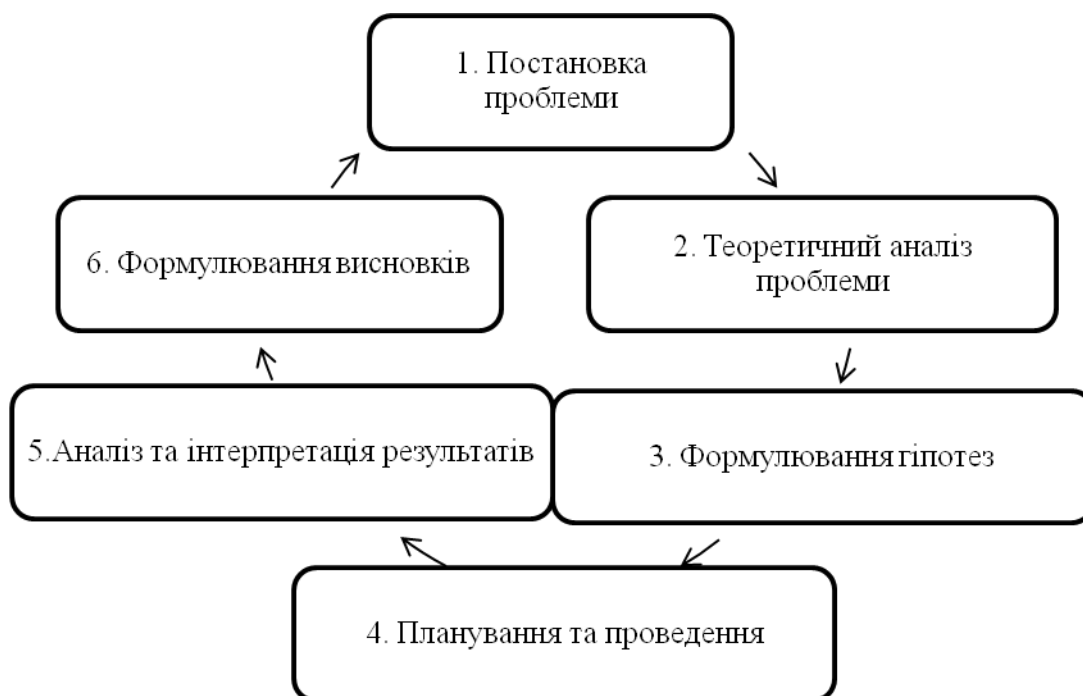 1. Постановка
проблеми
2. Теоретичний аналіз
проблеми
3. Формулювання гіпотез
4. Планування та проведення
5.Аналіз та інтерпретація результатів
6. Формулювання висновків